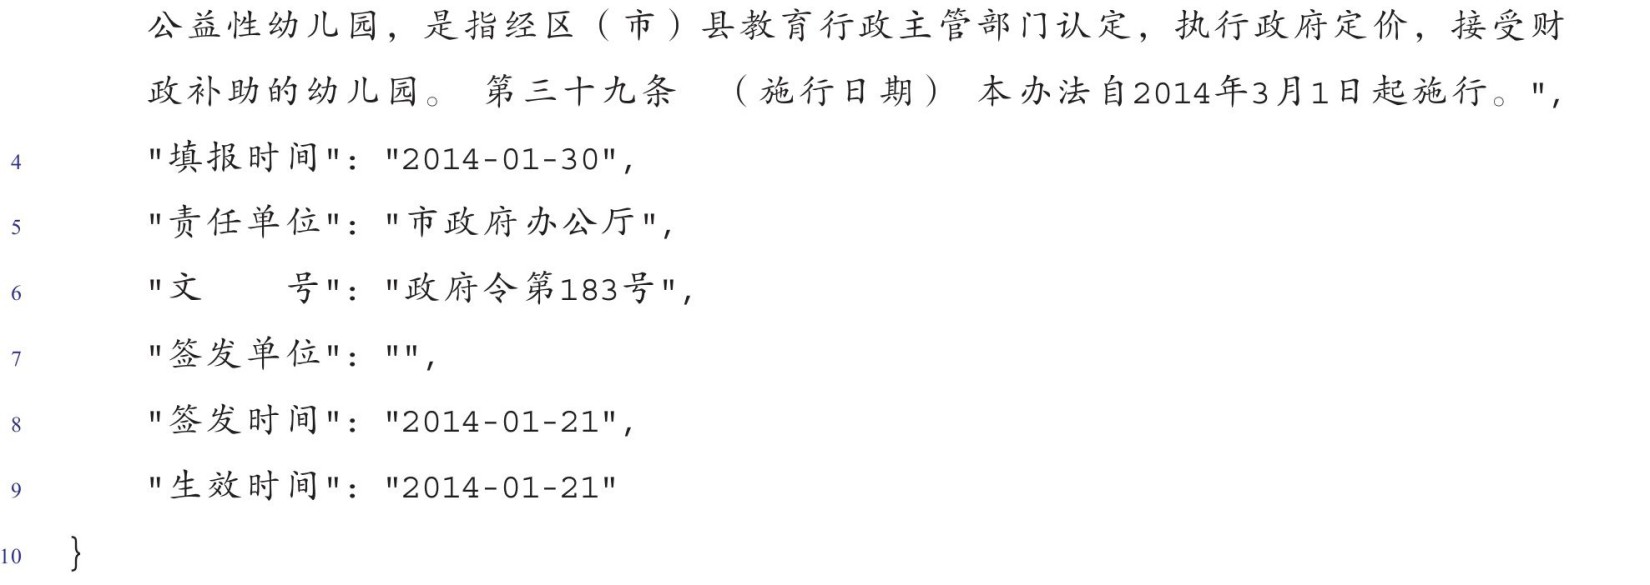 公益性幼儿园，是指经区（市）县教育行政主管部门认定，执行政府定价，接受财
政补助的幼儿园。 第三十九条  （施行日期） 本办法自2014年3月1日起施行。",
4 "填报时间": "2014-01-30",
5 "责任单位": "市政府办公厅",
6 "文    号": "政府令第183号",
7 "签发单位": "",
8 "签发时间": "2014-01-21",
9 "生效时间": "2014-01-21"
10 }